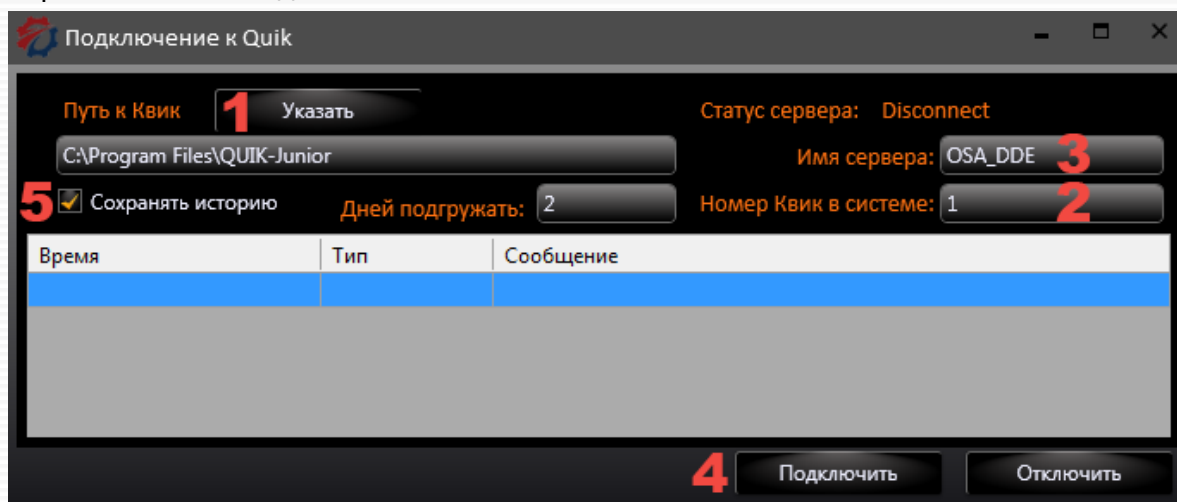 Подключение к Quik
Путь к Квик 1 Указать Статус сервера: Disconnect
C:\Program Files\QUIK-Junior Имя сервера: OSA_DDE 3
5 Сохранять историю Дней подгружать: 2 Номер Квик в системе: 1 2
Время Тип Сообщение
4 Подключить Отключить